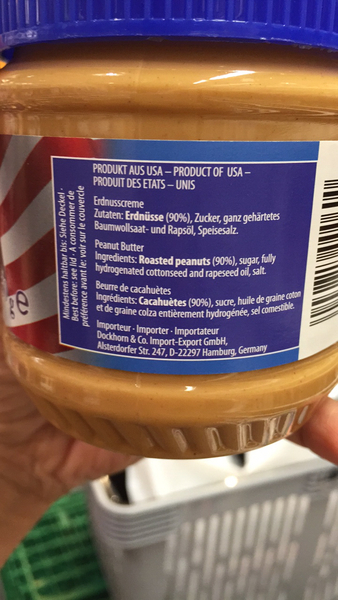 PRODUKT AUS USA – PRODUCT OF USA –
PRODUIT DES ETATS – UNIS
Erdnusscreme
Zutaten: Erdnüsse (90%), Zucker, ganz gehärtetes
Baumwollsaat- und Rapsöl, Speisesalz.
Peanut Butter
Ingredients: Roasted peanuts (90%), sugar, fully
hydrogenated cottonseed and rapeseed oil, salt.
Beurre de cacahuètes
Ingrédients: Cacahuètes (90%), sucre, huile de graine coton
et de graine colza entièrement hydrogénée, sel comestible.
Importeur · Importer · Importateur
Dockhorn & Co. Import-Export GmbH,
Alsterdorfer Str. 247, D-22297 Hamburg, Germany
Mindestens haltbar bis: Siehe Deckel ·
Best before: see lid · A consommer de
préférence avant le: voir sur le couvercle